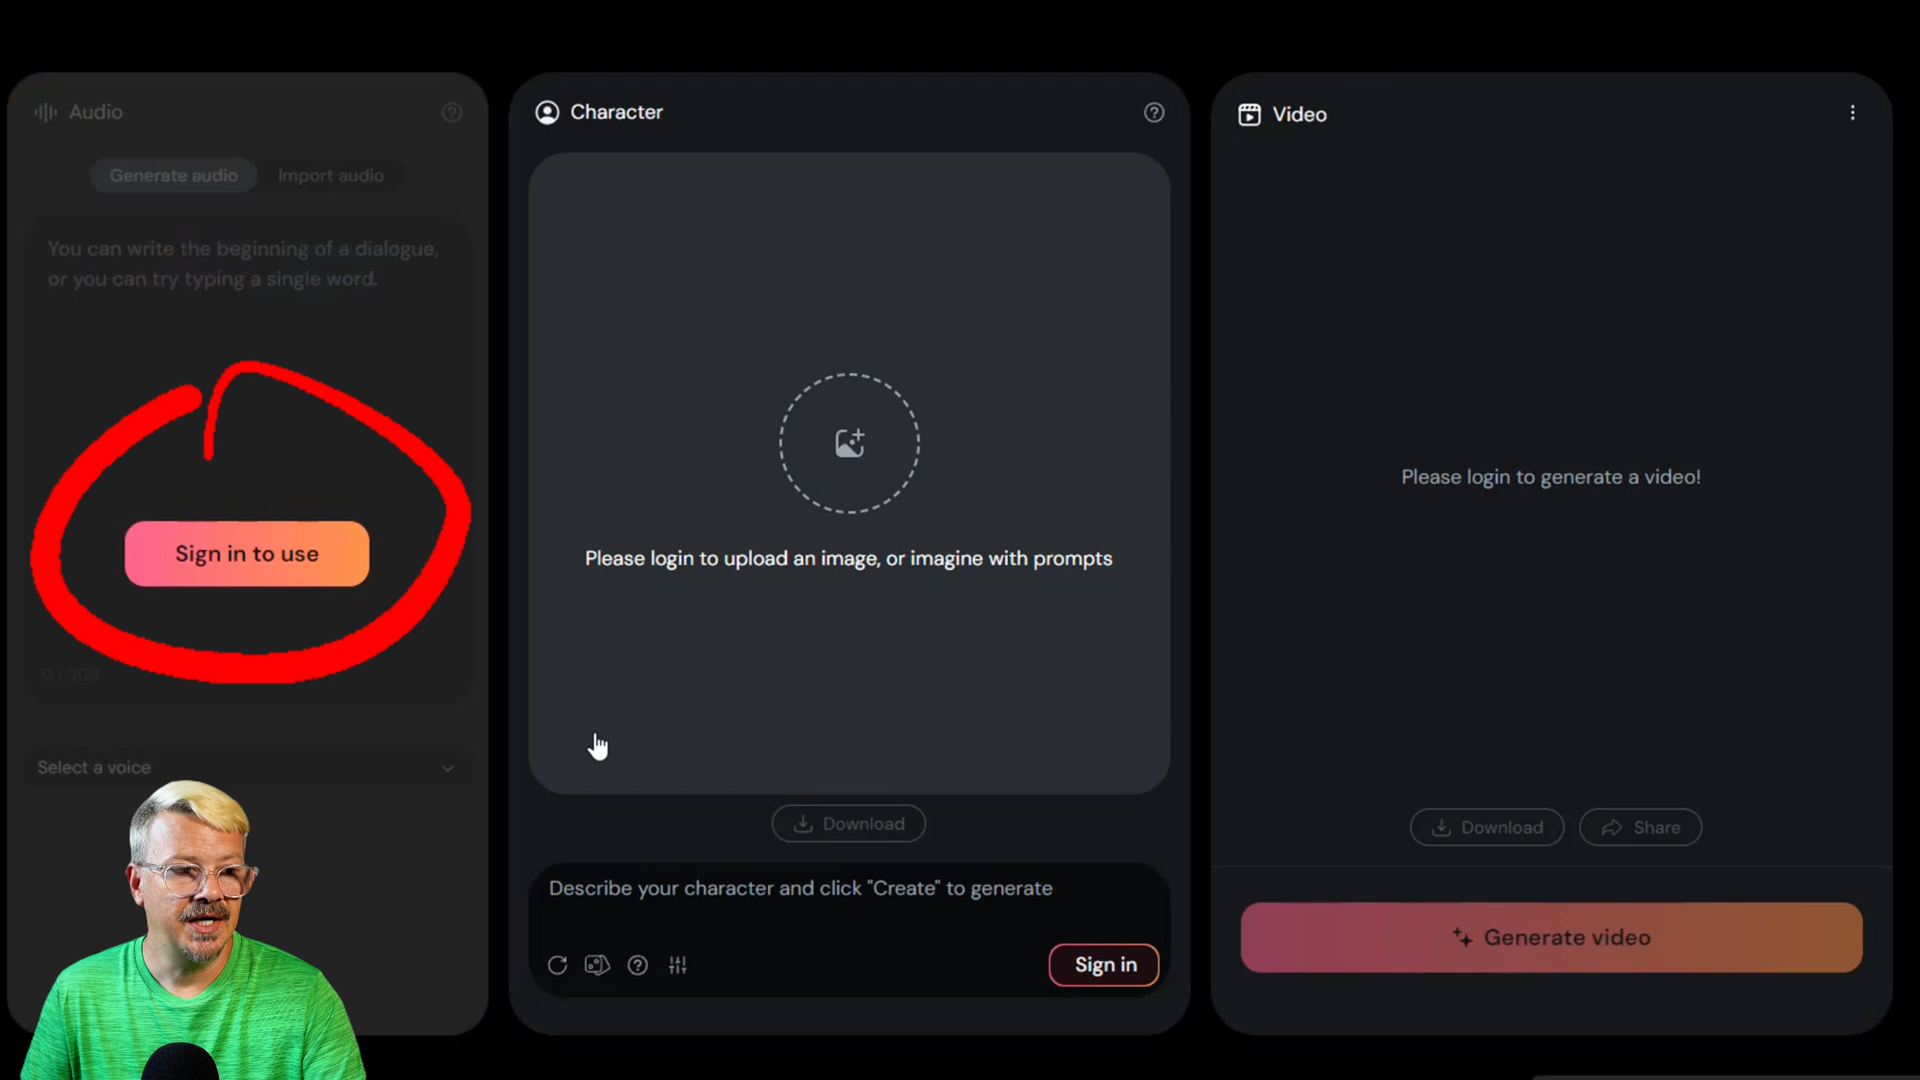 Audio
Generate audio
Import audio
You can write the beginning of a dialogue,
or you can try typing a single word.
Sign in to use
0 / 300
Select a voice
Character
Please login to upload an image, or imagine with prompts
Download
Describe your character and click "Create" to generate
Sign in
Video
Please login to generate a video!
Download
Share
Generate video